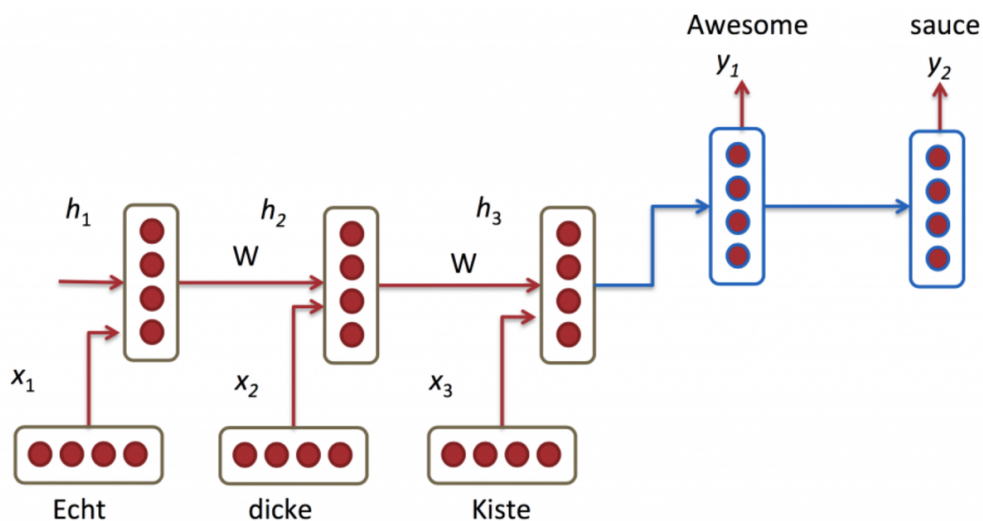 Awesome sauce
y1 y2
h1 h2 h3
W W
x1 x2 x3
Echt dicke Kiste